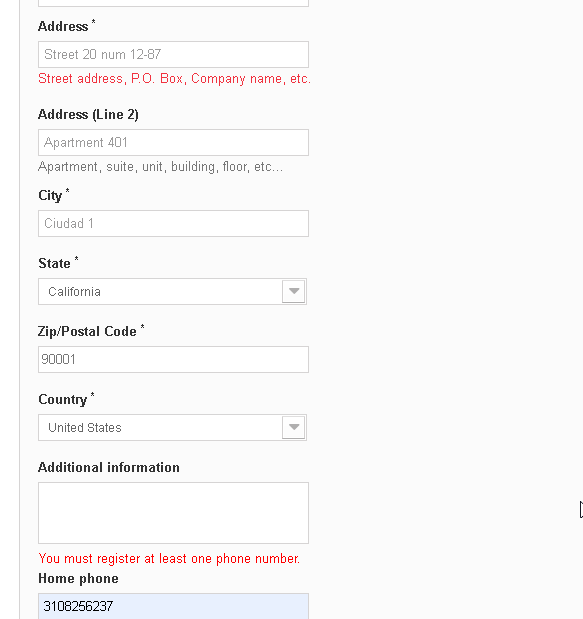 Address *
Street 20 num 12-87
Street address, P.O. Box, Company name, etc.
Address (Line 2)
Apartment 401
Apartment, suite, unit, building, floor, etc...
City *
Ciudad 1
State *
California
Zip/Postal Code *
90001
Country *
United States
Additional information
You must register at least one phone number.
Home phone
3108256237